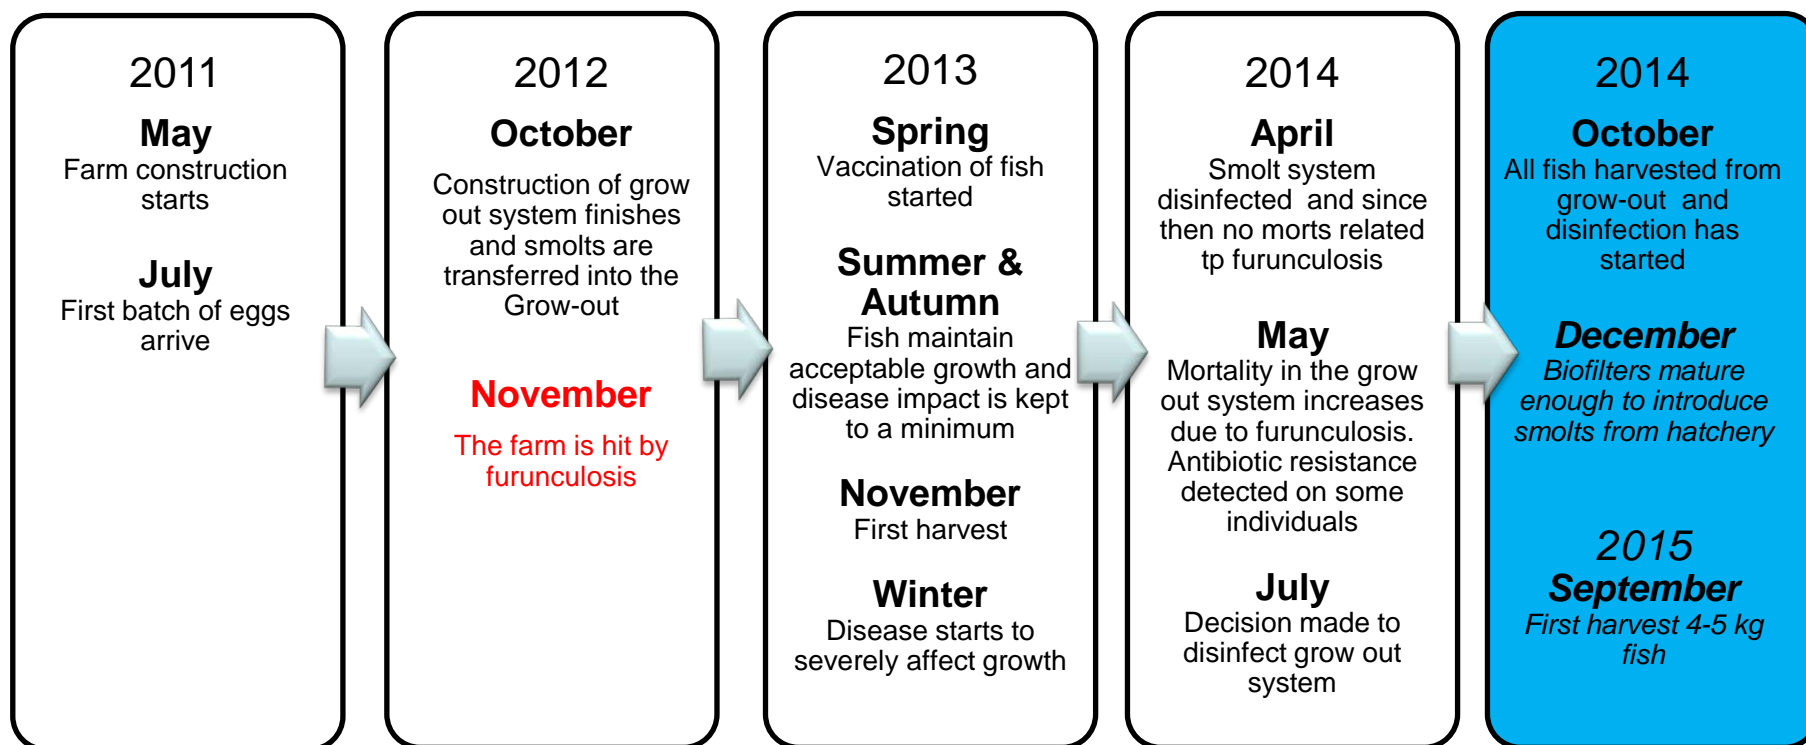 2011
May
Farm construction
starts
July
First batch of eggs
arrive
2012
October
Construction of grow
out system finishes
and smolts are
transferred into the
Grow-out
November
The farm is hit by
furunculosis
2013
Spring
Vaccination of fish
started
Summer &
Autumn
Fish maintain
acceptable growth and
disease impact is kept
to a minimum
November
First harvest
Winter
Disease starts to
severely affect growth
2014
April
Smolt system
disinfected and since
then no morts related
tp furunculosis
May
Mortality in the grow
out system increases
due to furunculosis.
Antibiotic resistance
detected on some
individuals
July
Decision made to
disinfect grow out
system
2014
October
All fish harvested from
grow-out and
disinfection has
started
December
Biofilters mature
enough to introduce
smolts from hatchery
2015
September
First harvest 4-5 kg
fish